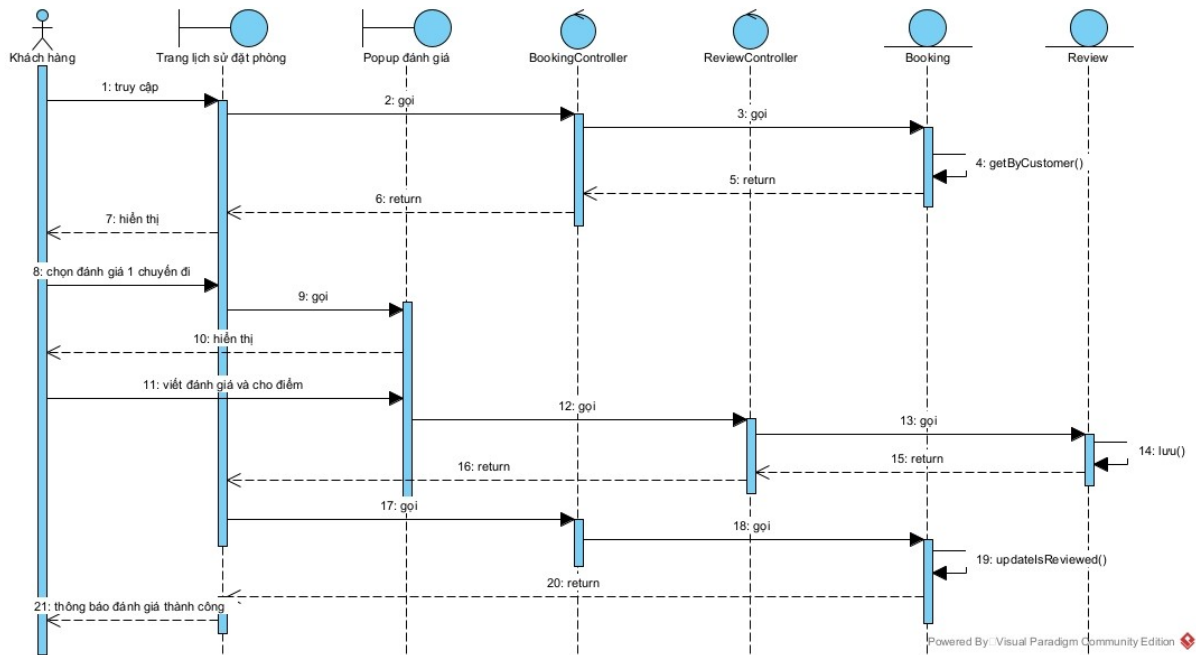 Khách hàng
Trang lịch sử đặt phòng
Popup đánh giá
BookingController
ReviewController
Booking
Review
1: truy cập
2: gọi
3: gọi
4: getByCustomer()
5: return
6: return
7: hiển thị
8: chọn đánh giá 1 chuyến đi
9: gọi
10: hiển thị
11: viết đánh giá và cho điểm
12: gọi
13: gọi
14: lưu()
15: return
16: return
17: gọi
18: gọi
19: updateIsReviewed()
20: return
21: thông báo đánh giá thành công
Powered By Visual Paradigm Community Edition